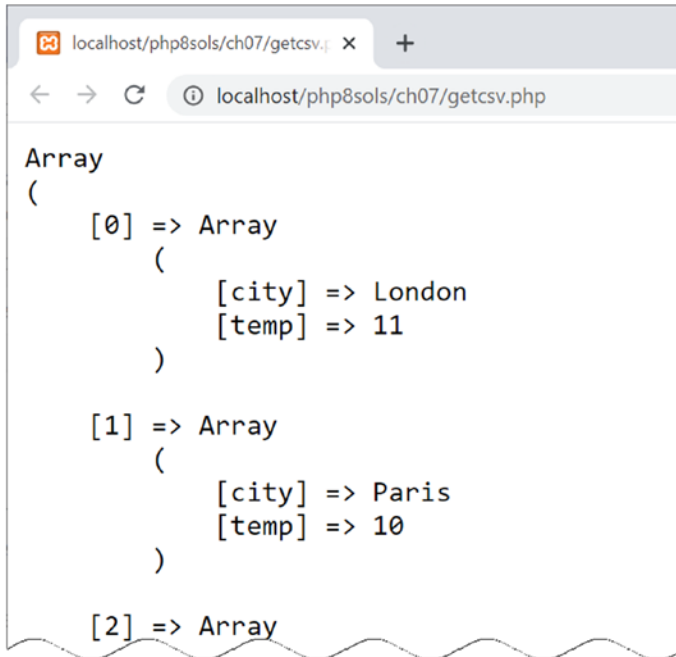 localhost/php8sols/ch07/getcsv.p
localhost/php8sols/ch07/getcsv.php
Array
(
[0] => Array
(
[city] => London
[temp] => 11
)
[1] => Array
(
[city] => Paris
[temp] => 10
)
[2] => Array